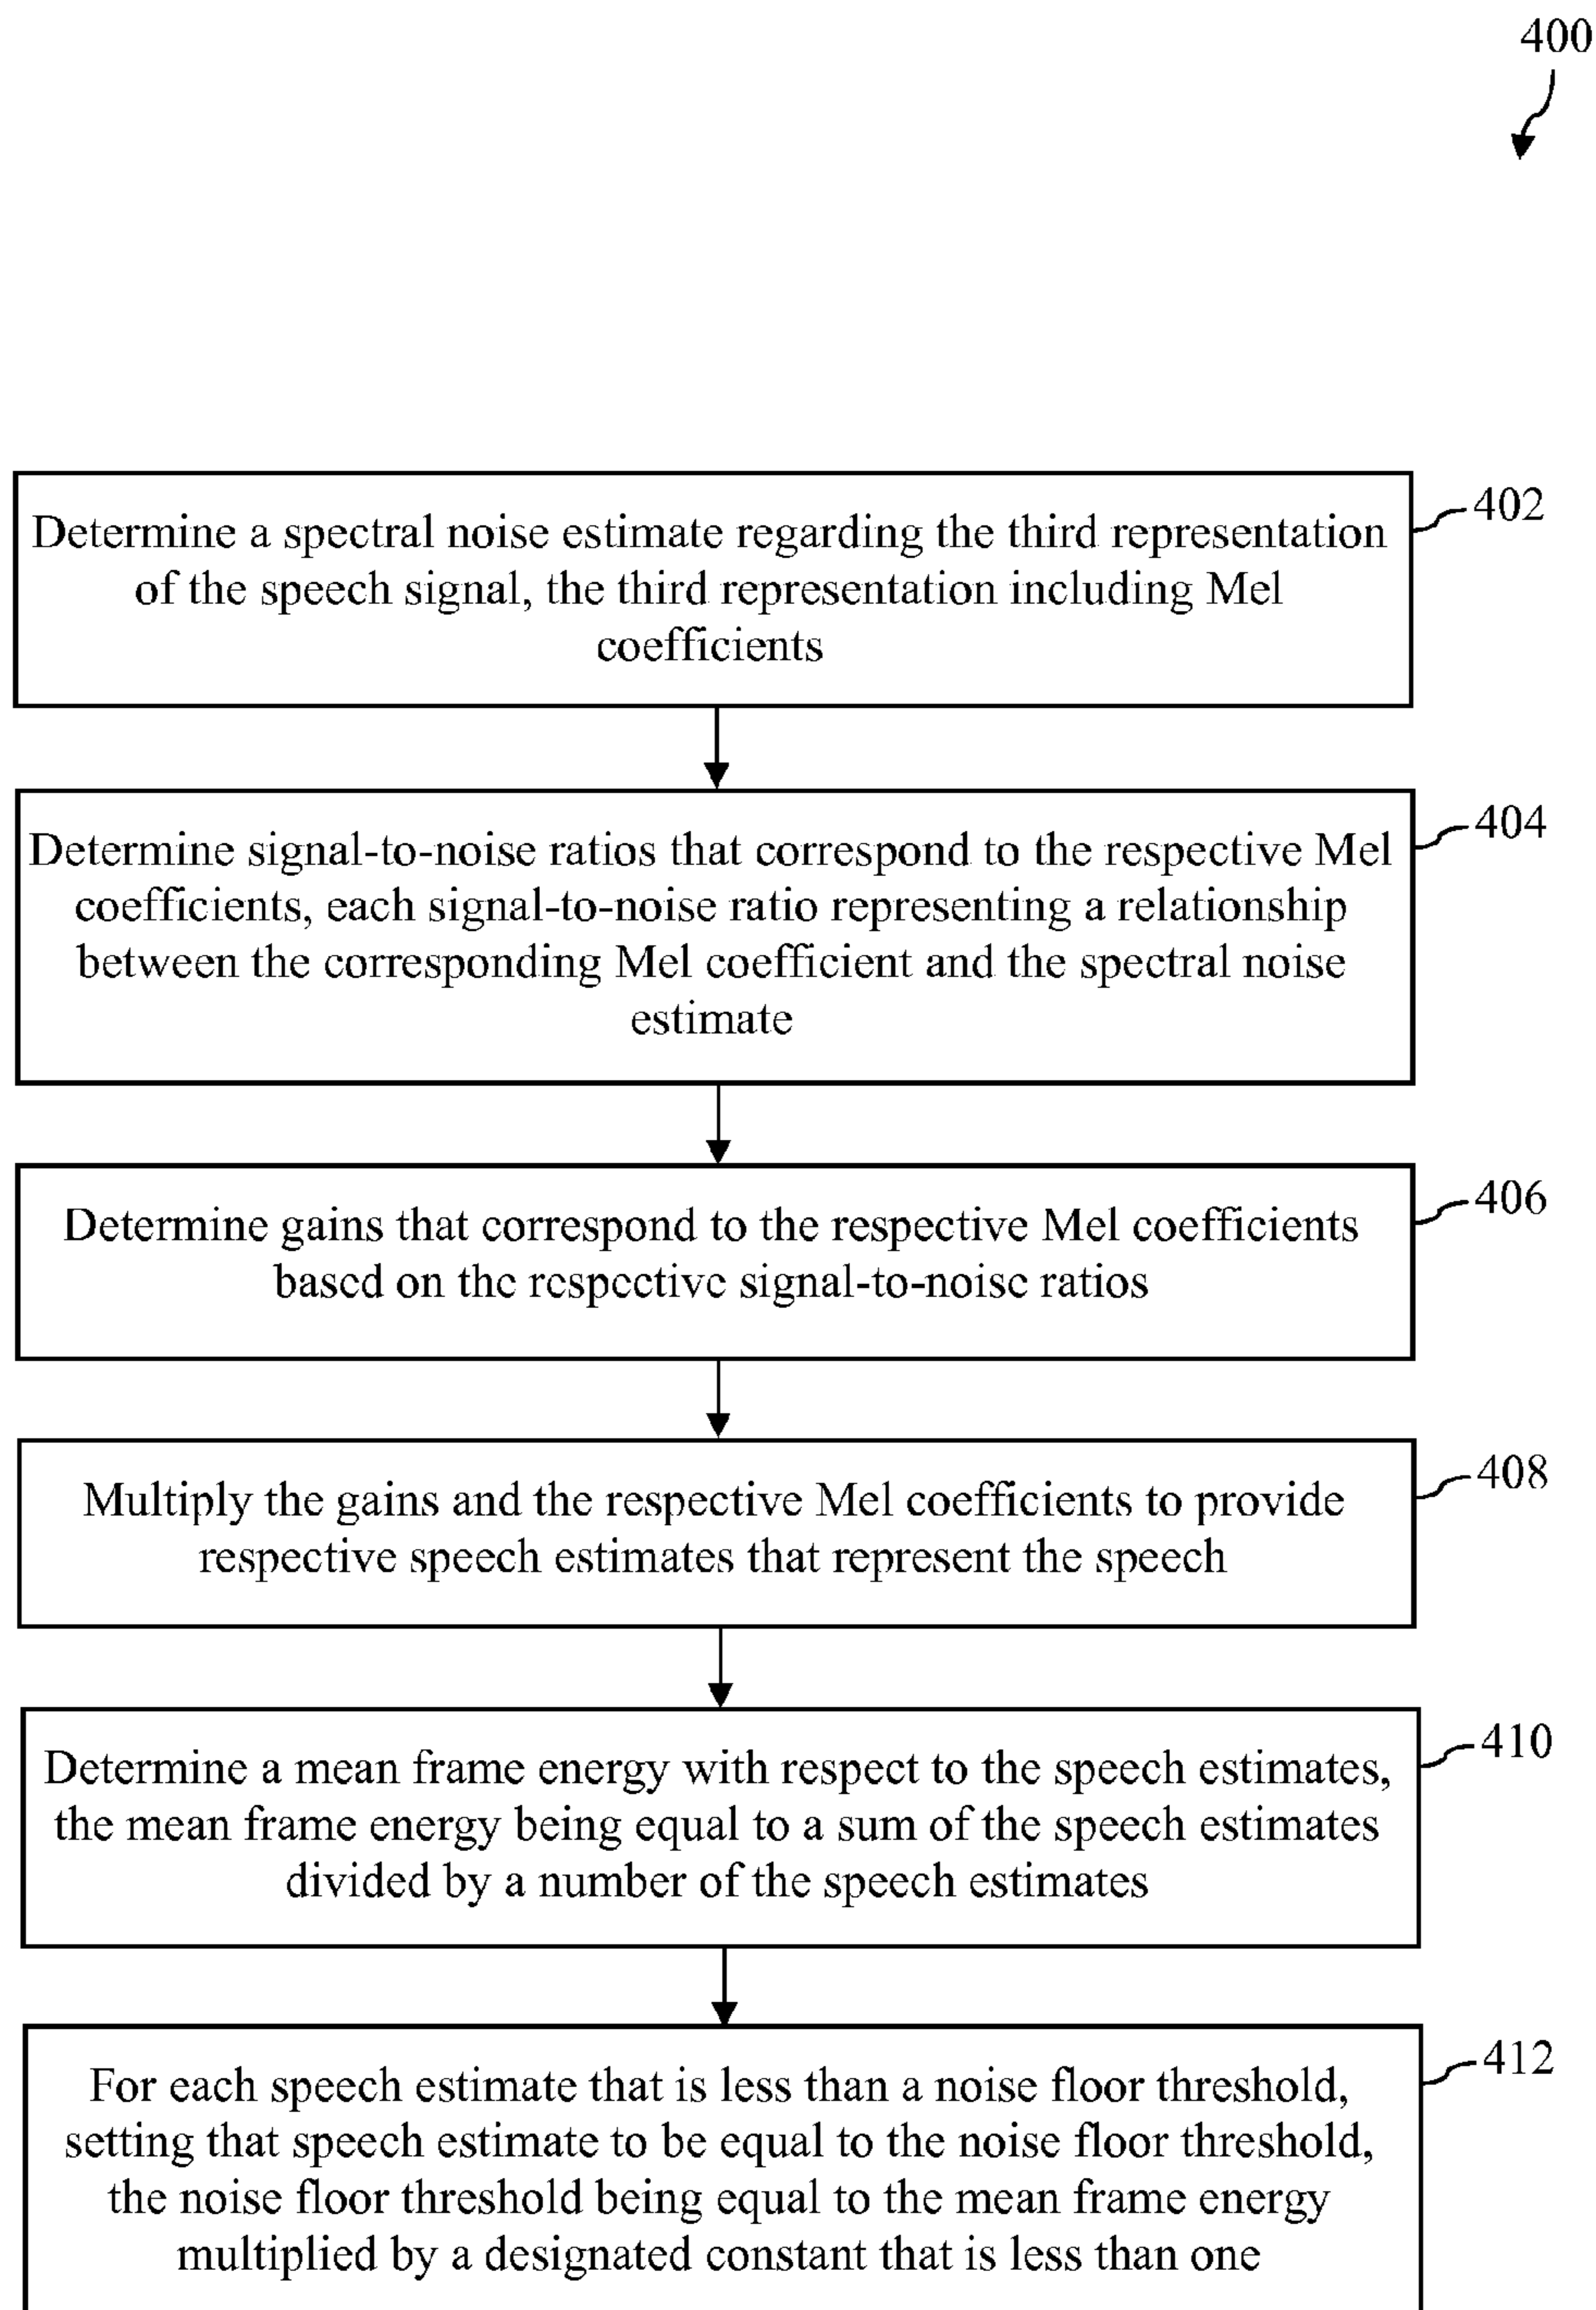 400
Determine a spectral noise estimate regarding the third representation
of the speech signal, the third representation including Mel
coefficients
402
Determine signal-to-noise ratios that correspond to the respective Mel
coefficients, each signal-to-noise ratio representing a relationship
between the corresponding Mel coefficient and the spectral noise
estimate
404
Determine gains that correspond to the respective Mel coefficients
based on the respective signal-to-noise ratios
406
Multiply the gains and the respective Mel coefficients to provide
respective speech estimates that represent the speech
408
Determine a mean frame energy with respect to the speech estimates,
the mean frame energy being equal to a sum of the speech estimates
divided by a number of the speech estimates
410
For each speech estimate that is less than a noise floor threshold,
setting that speech estimate to be equal to the noise floor threshold,
the noise floor threshold being equal to the mean frame energy
multiplied by a designated constant that is less than one
412